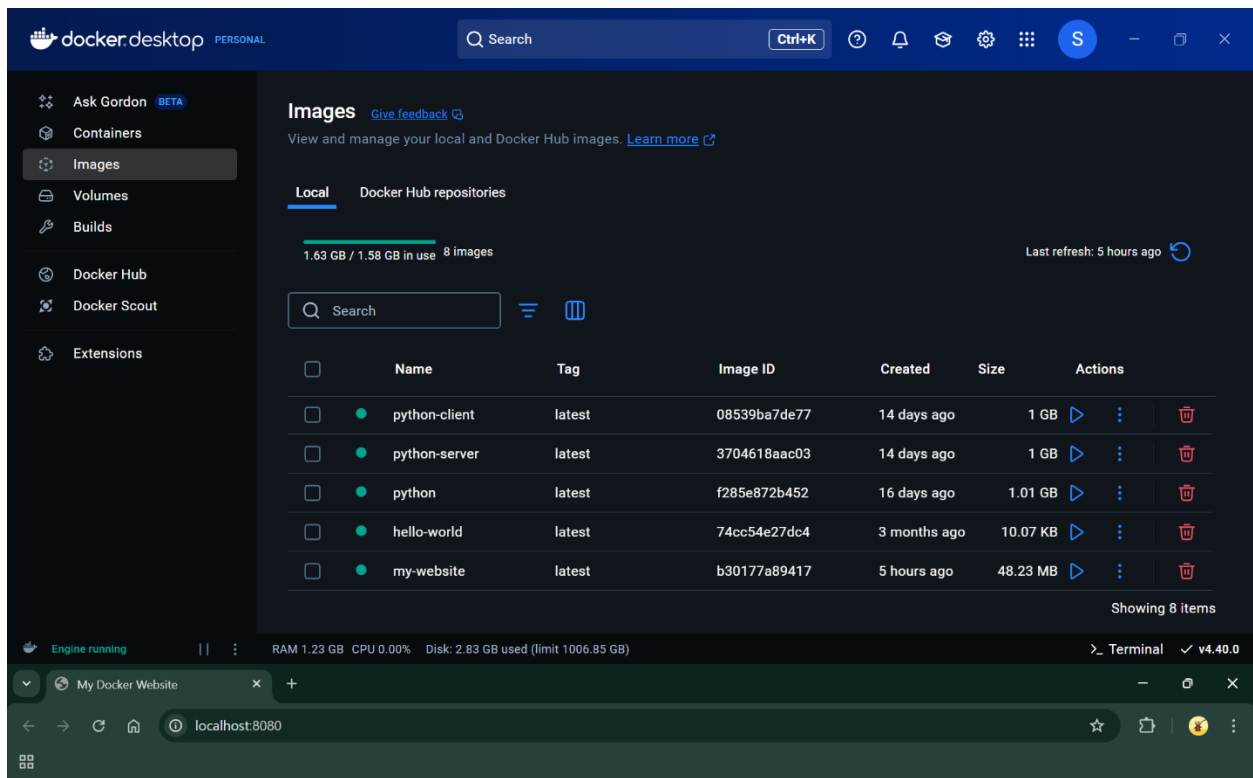 docker.desktop PERSONAL
Search
Ctrl+K
S
Ask Gordon BETA
Containers
Images
Volumes
Builds
Docker Hub
Docker Scout
Extensions
Images Give feedback
View and manage your local and Docker Hub images. Learn more
Local Docker Hub repositories
1.63 GB / 1.58 GB in use 8 images
Last refresh: 5 hours ago
Search
Name Tag Image ID Created Size Actions
python-client latest 08539ba7de77 14 days ago 1 GB
python-server latest 3704618aac03 14 days ago 1 GB
python latest f285e872b452 16 days ago 1.01 GB
hello-world latest 74cc54e27dc4 3 months ago 10.07 KB
my-website latest b30177a89417 5 hours ago 48.23 MB
Showing 8 items
Engine running RAM 1.23 GB CPU 0.00% Disk: 2.83 GB used (limit 1006.85 GB) >_ Terminal v4.40.0
My Docker Website
localhost:8080